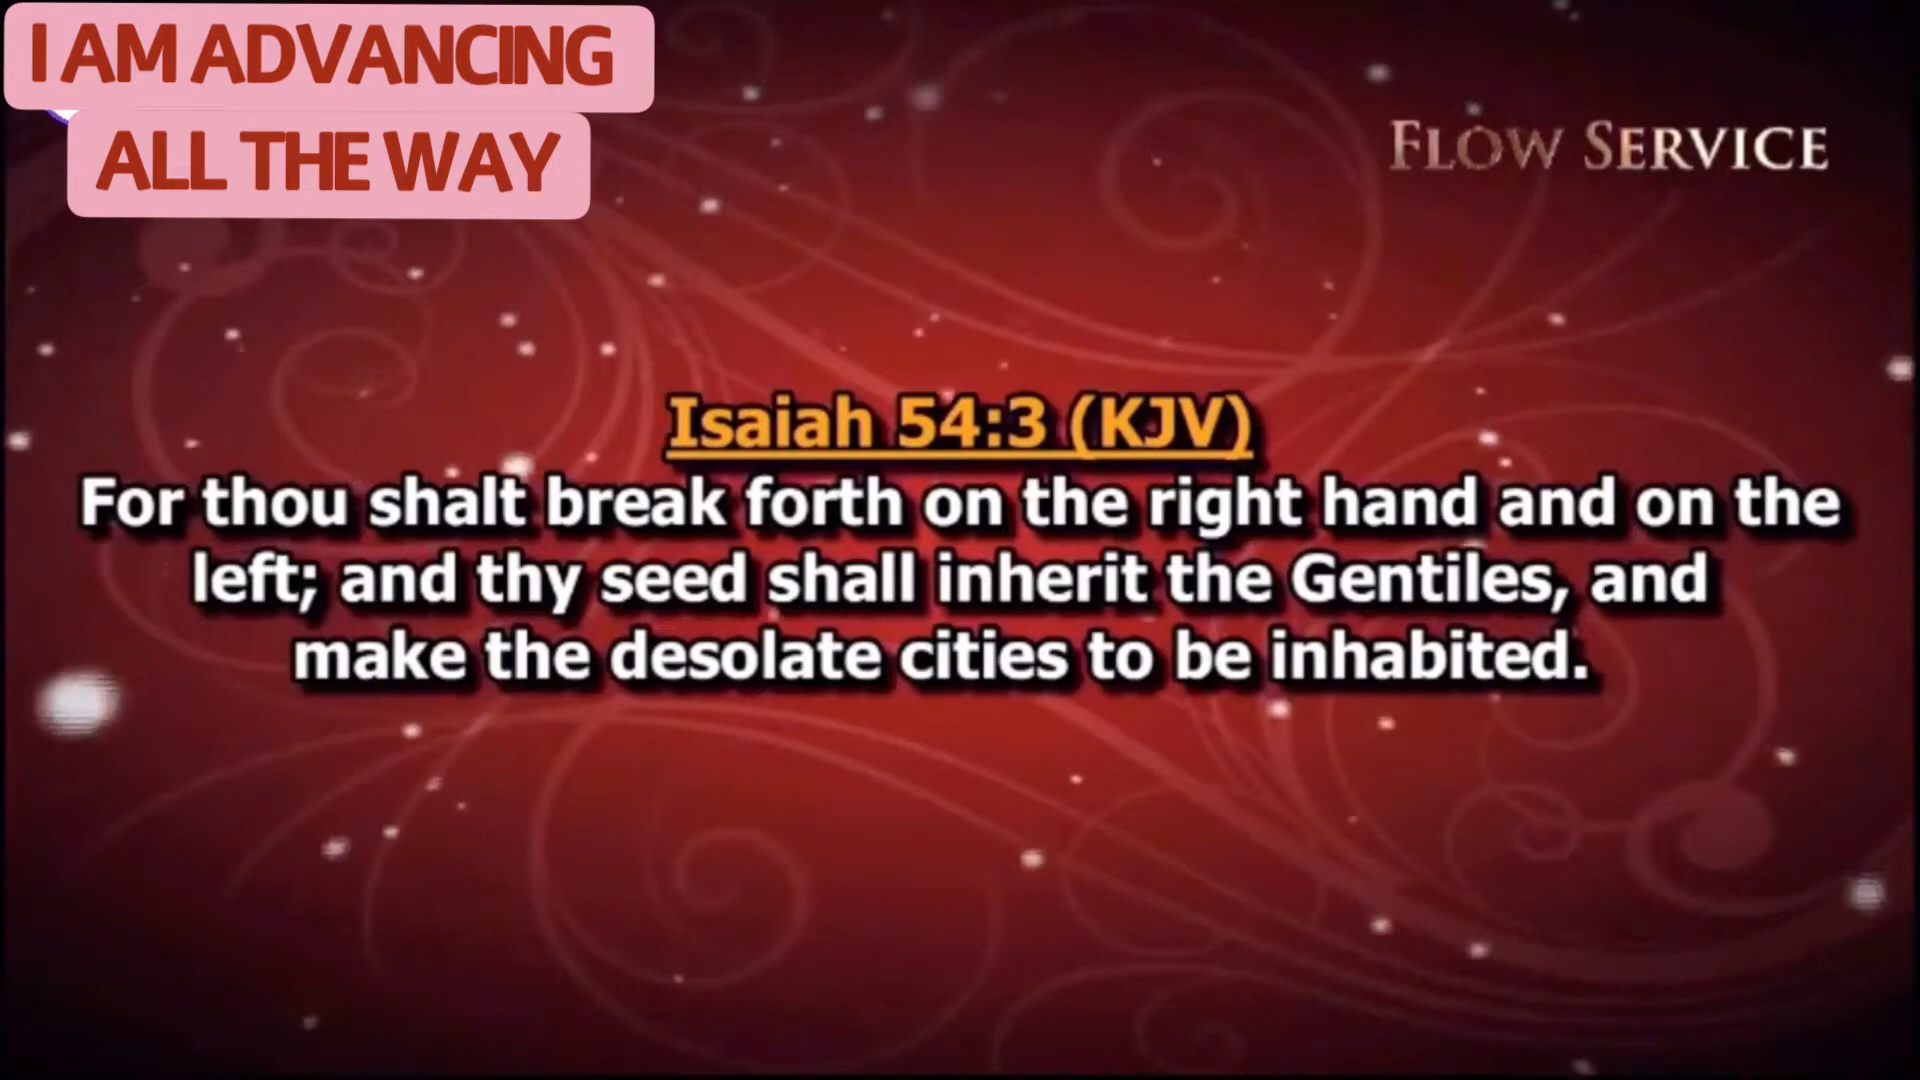 I AM ADVANCING
ALL THE WAY
FLOW SERVICE
Isaiah 54:3 (KJV)
For thou shalt break forth on the right hand and on the
left; and thy seed shall inherit the Gentiles, and
make the desolate cities to be inhabited.